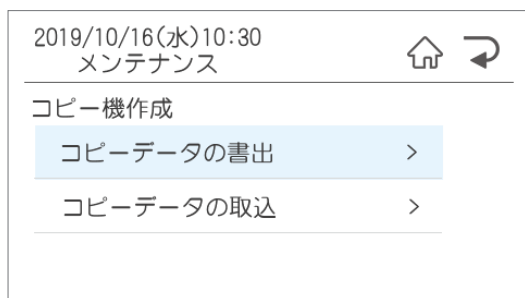 2019/10/16(水)10:30
メンテナンス
コピー機作成
コピーデータの書出
コピーデータの取込